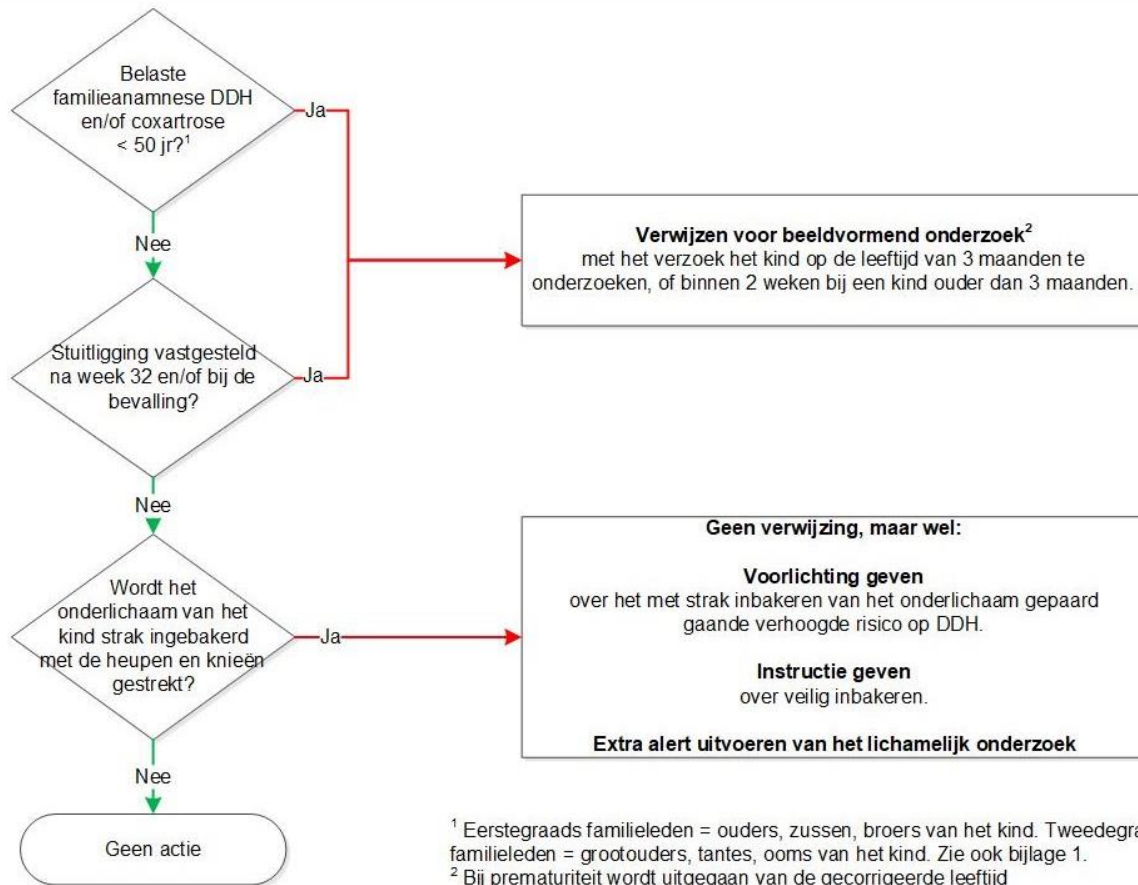 Belaste
familieanamnese DDH
en/of coxartrose
< 50 jr?¹
Ja
Nee
Verwijzen voor beeldvormend onderzoek²
met het verzoek het kind op de leeftijd van 3 maanden te
onderzoeken, of binnen 2 weken bij een kind ouder dan 3 maanden.
Stuitligging vastgesteld
na week 32 en/of bij de
bevalling?
Ja
Nee
Wordt het
onderlichaam van het
kind strak ingebakerd
met de heupen en knieën
gestrekt?
Ja
Geen verwijzing, maar wel:
Voorlichting geven
over het met strak inbakeren van het onderlichaam gepaard
gaande verhoogde risico op DDH.
Instructie geven
over veilig inbakeren.
Extra alert uitvoeren van het lichamelijk onderzoek
Nee
Geen actie
¹ Eerstegraads familieleden = ouders, zussen, broers van het kind. Tweedegra
familieleden = grootouders, tantes, ooms van het kind. Zie ook bijlage 1.
² Bij prematuriteit wordt uitgegaan van de gecorrigeerde leeftijd